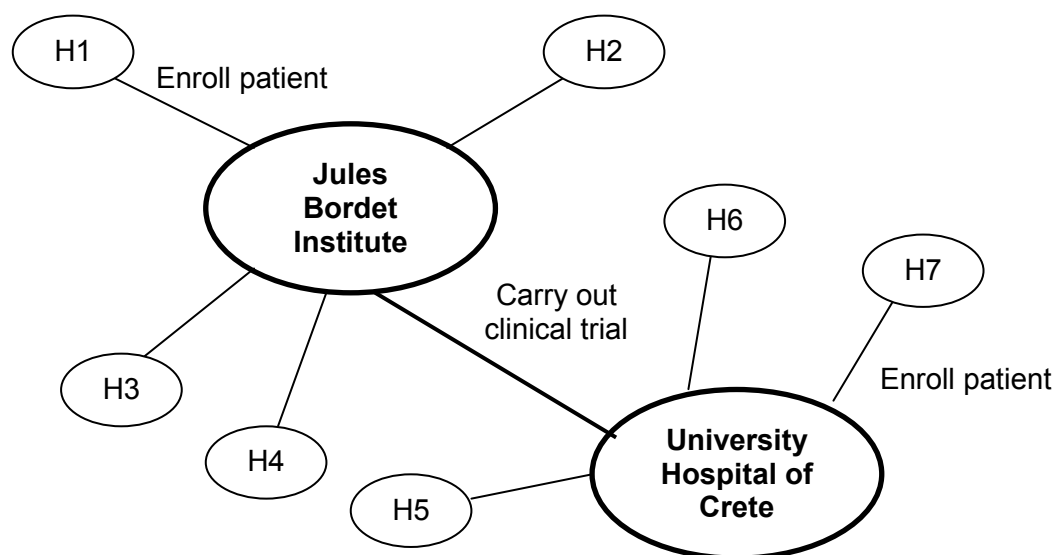 H1
H2
Enroll patient
Jules
Bordet
Institute
H6
H7
Carry out
clinical trial
H3
Enroll patient
H4
University
Hospital of
Crete
H5